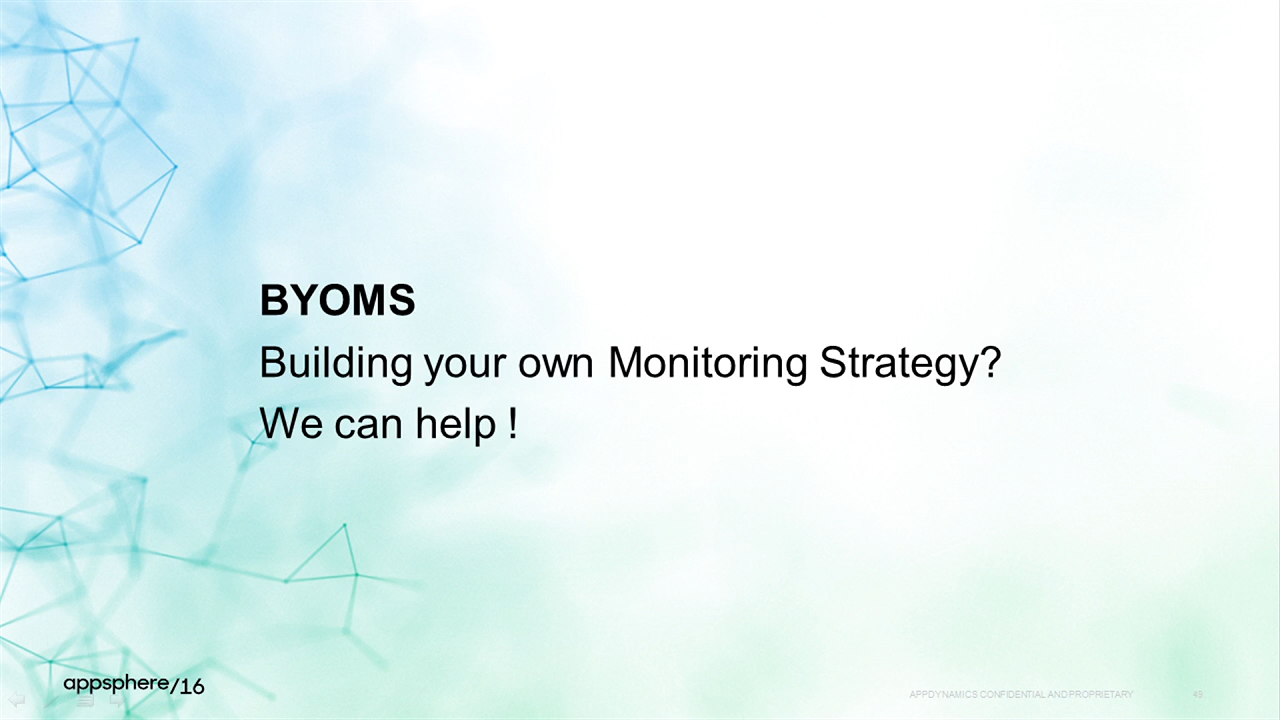 BYOMS
Building your own Monitoring Strategy?
We can help !
appsphere/16
APPDYNAMICS CONFIDENTIAL AND PROPRIETARY
49